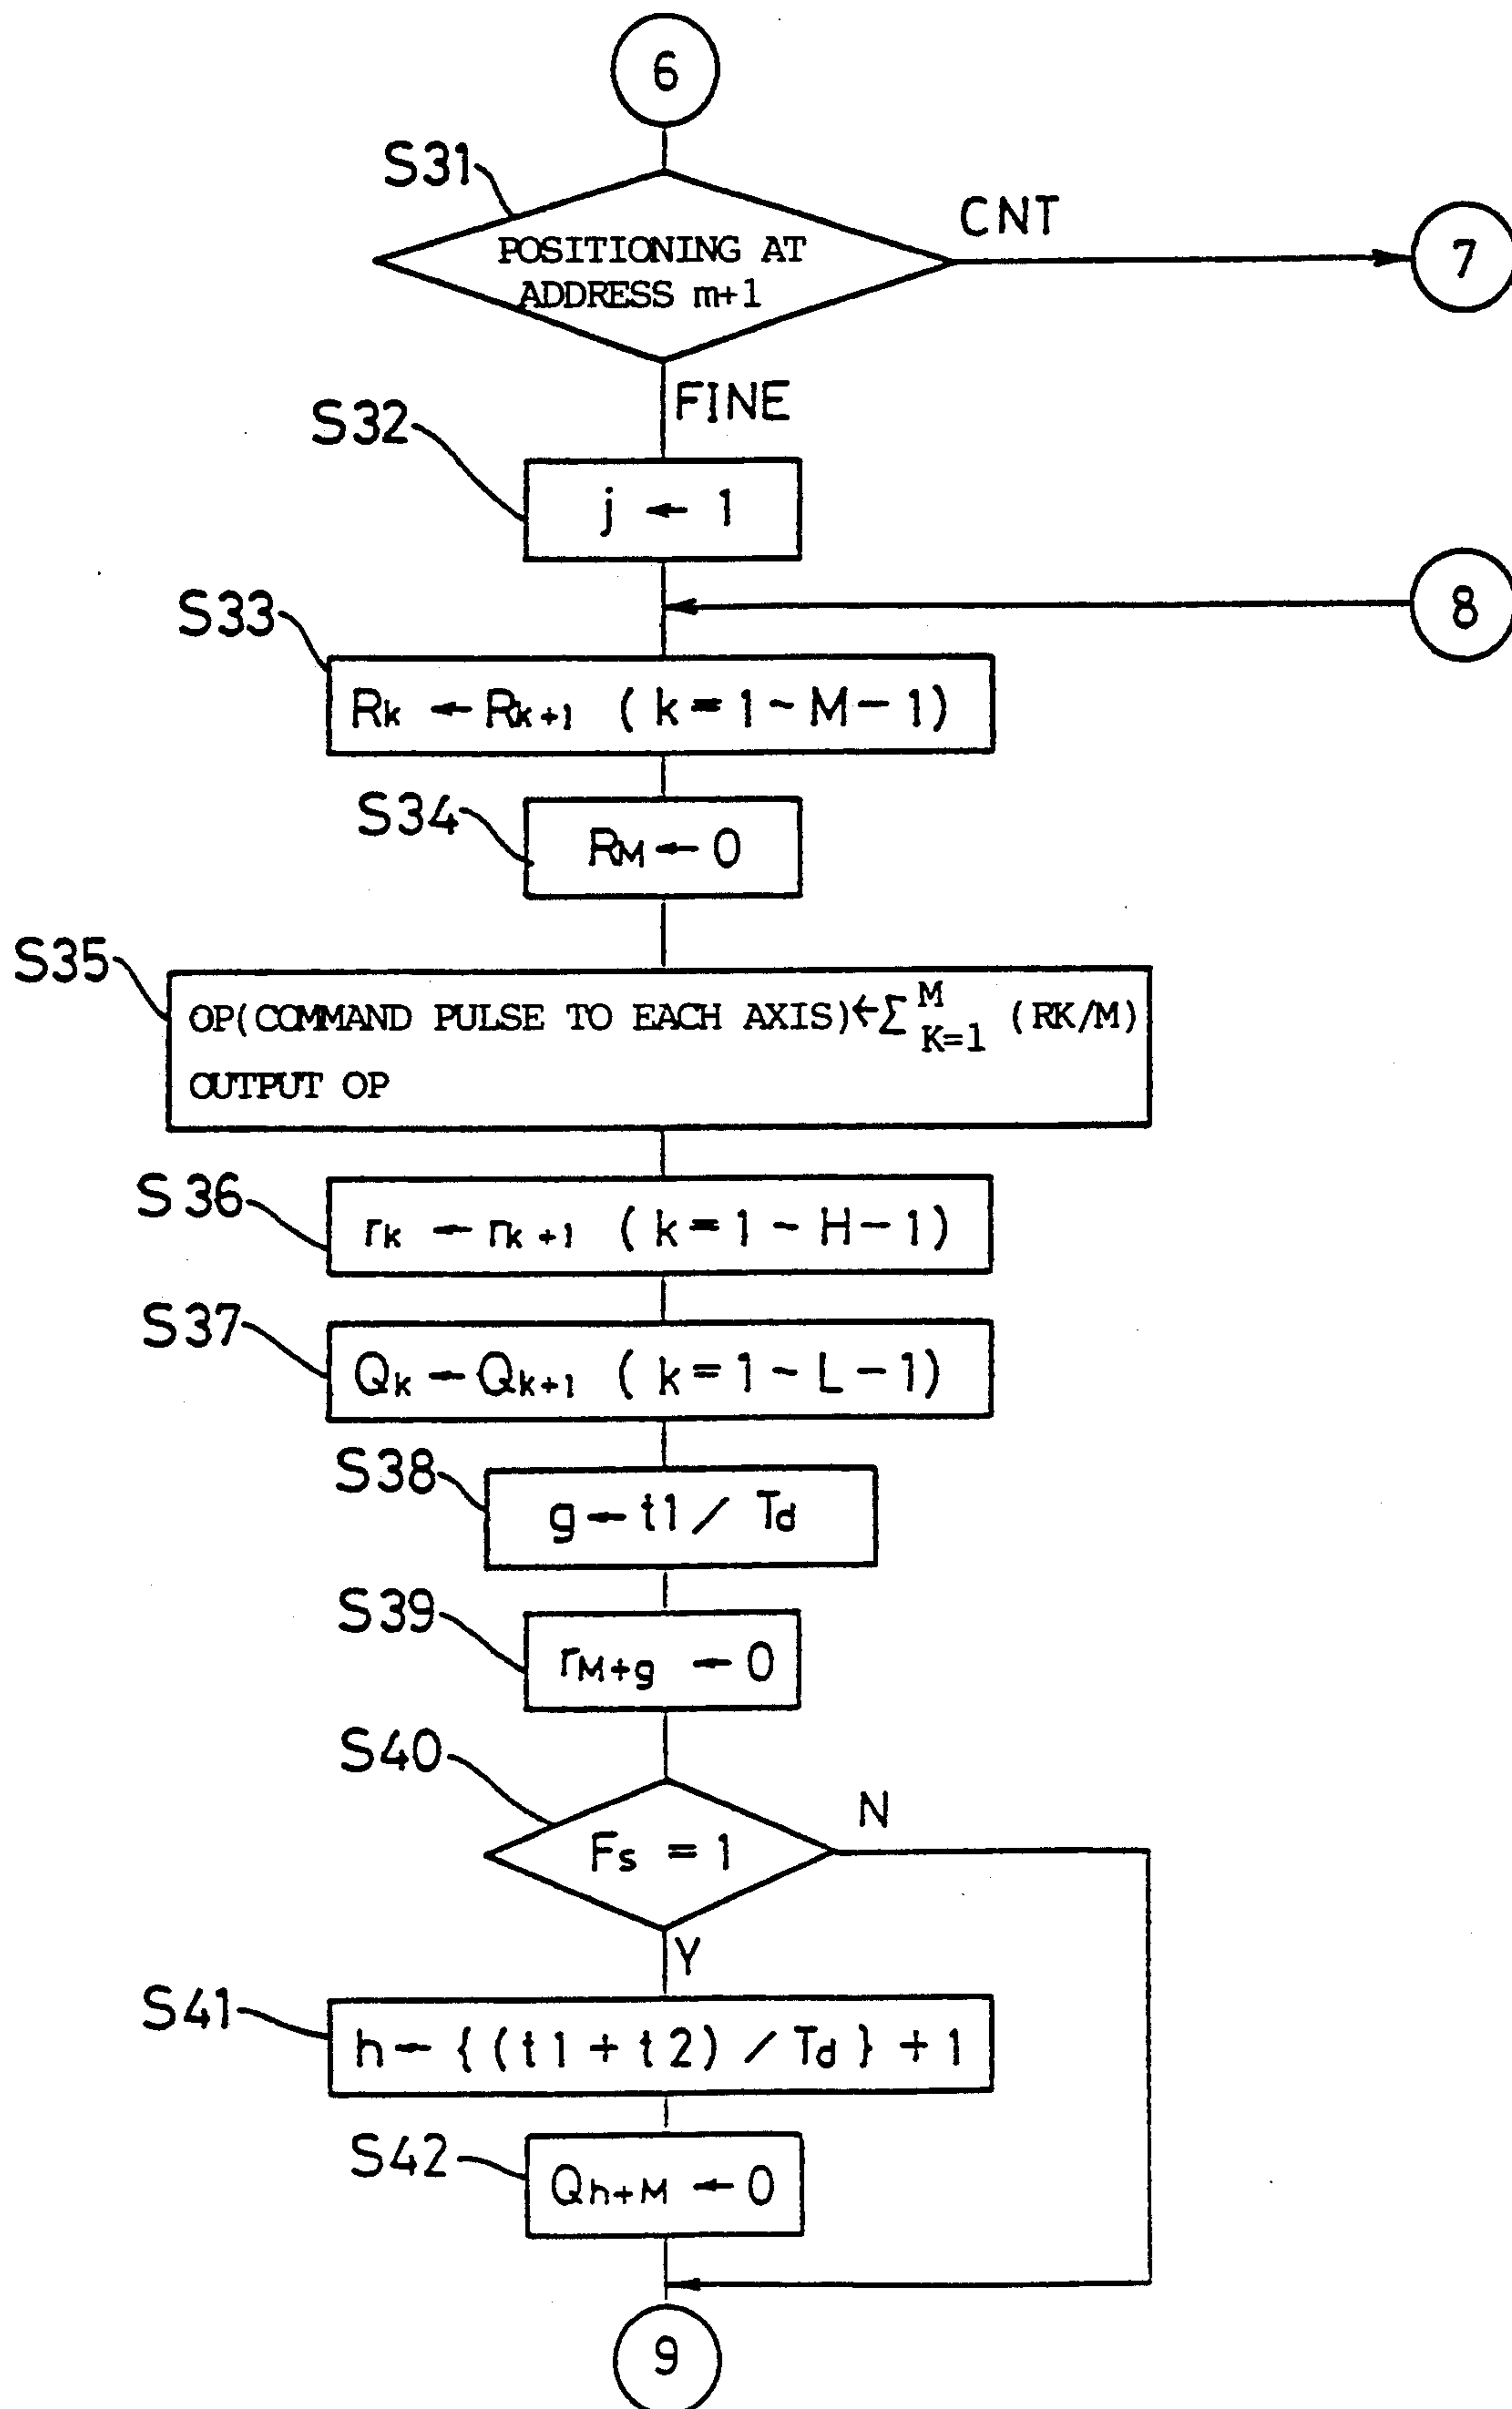 6
S31
POSITIONING AT
ADDRESS m+1
CNT
7
FINE
S32
j ← 1
8
S33
Rk ← Rk+1 ( k = 1 ~ M - 1 )
S34
RM ← 0
S35
OP(COMMAND PULSE TO EACH AXIS)←∑ M K=1 (RK/M)
OUTPUT OP
S36
rk ← rk+1 ( k = 1 ~ H - 1 )
S37
Qk ← Qk+1 ( k = 1 ~ L - 1 )
S38
g ← t1 / Td
S39
rM+g ← 0
S40
Fs = 1
N
Y
S41
h ← { ( t1 + t2 ) / Td } + 1
S42
Qh+M ← 0
9